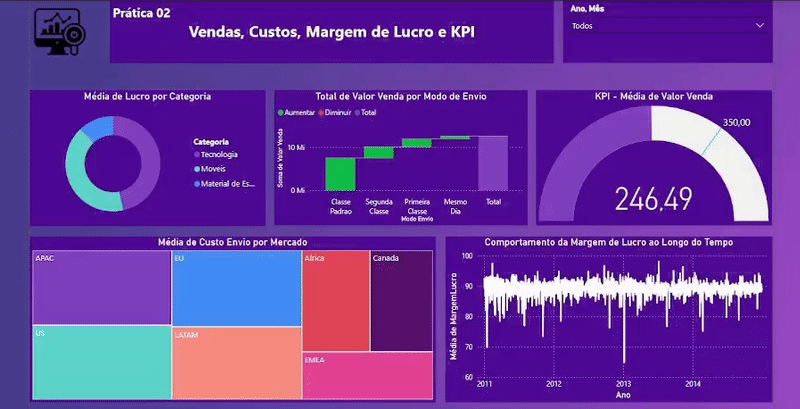 Prática 02
Vendas, Custos, Margem de Lucro e KPI
Ano, Mês
Todos
Média de Lucro por Categoria
Categoria
Tecnologia
Moveis
Material de Es...
Total de Valor Venda por Modo de Envio
Aumentar Diminuir Total
Soma de Valor Venda
10 Mi
0 Mi
Classe Padrao
Segunda Classe
Primeira Classe
Mesmo Dia
Total
Modo Envio
KPI - Média de Valor Venda
350,00
246,49
Média de Custo Envio por Mercado
APAC
EU
Africa
Canada
US
LATAM
EMEA
Comportamento da Margem de Lucro ao Longo do Tempo
Média de MargemLucro
100
90
80
70
60
2011
2012
2013
2014
Ano